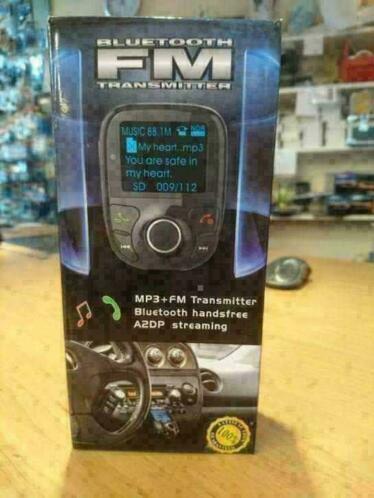 BLUETOOTH
FM
TRANSMITTER
MUSIC 88.1M
My heart..mp3
You are safe in
my heart.
SD 009/112
MP3+FM Transmitter
Bluetooth handsfree
A2DP streaming
100%